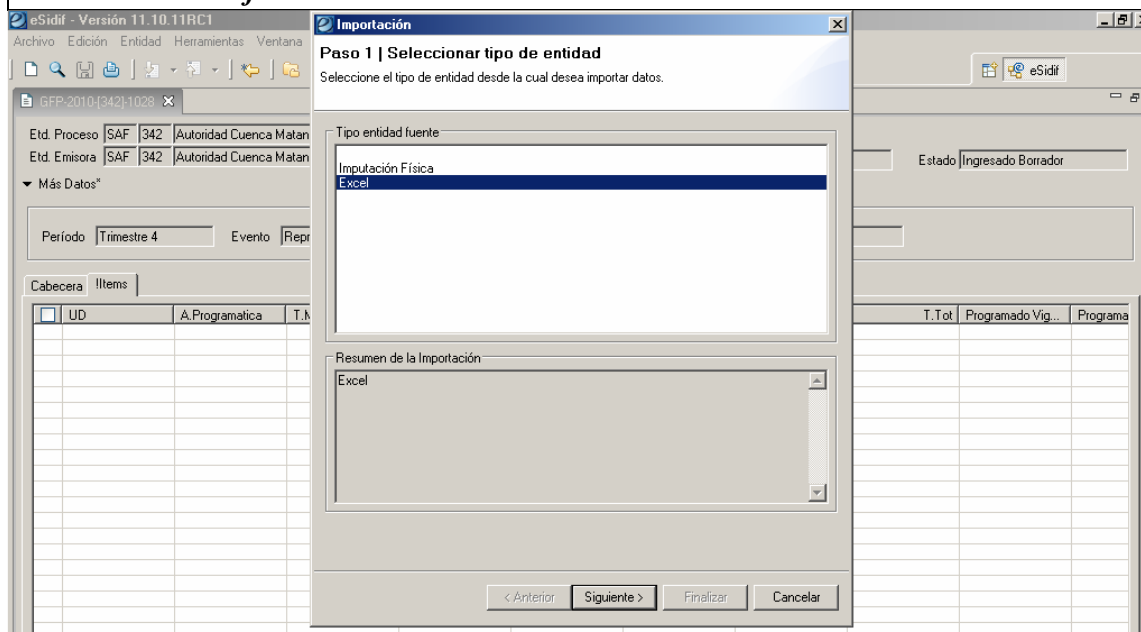 eSidif - Versión 11.10.11RC1
Archivo Edición Entidad Herramientas Ventana
eSidif
GFP-2010-[342]-1028
Etd. Proceso SAF 342 Autoridad Cuenca Matan
Etd. Emisora SAF 342 Autoridad Cuenca Matan
Estado Ingresado Borrador
Más Datos*
Período Trimestre 4 Evento Repr
Cabecera !Items
UD A.Programatica T.M T.Tot Programado Vig... Programa
Importación
Paso 1 | Seleccionar tipo de entidad
Seleccione el tipo de entidad desde la cual desea importar datos.
Tipo entidad fuente
Imputación Física
Excel
Resumen de la Importación
Excel
< Anterior Siguiente > Finalizar Cancelar